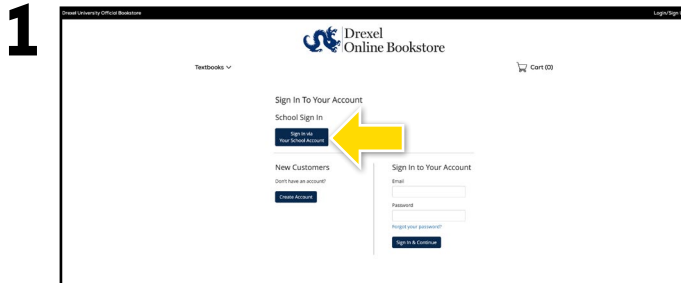 1
Drexel University Official Bookstore
Login/Sign
Drexel
Online Bookstore
Textbooks
Cart (0)
Sign In To Your Account
School Sign In
Sign In via
Your School Account
New Customers
Don't have an account?
Create Account
Sign In to Your Account
Email
Password
Forgot your password?
Sign In & Continue